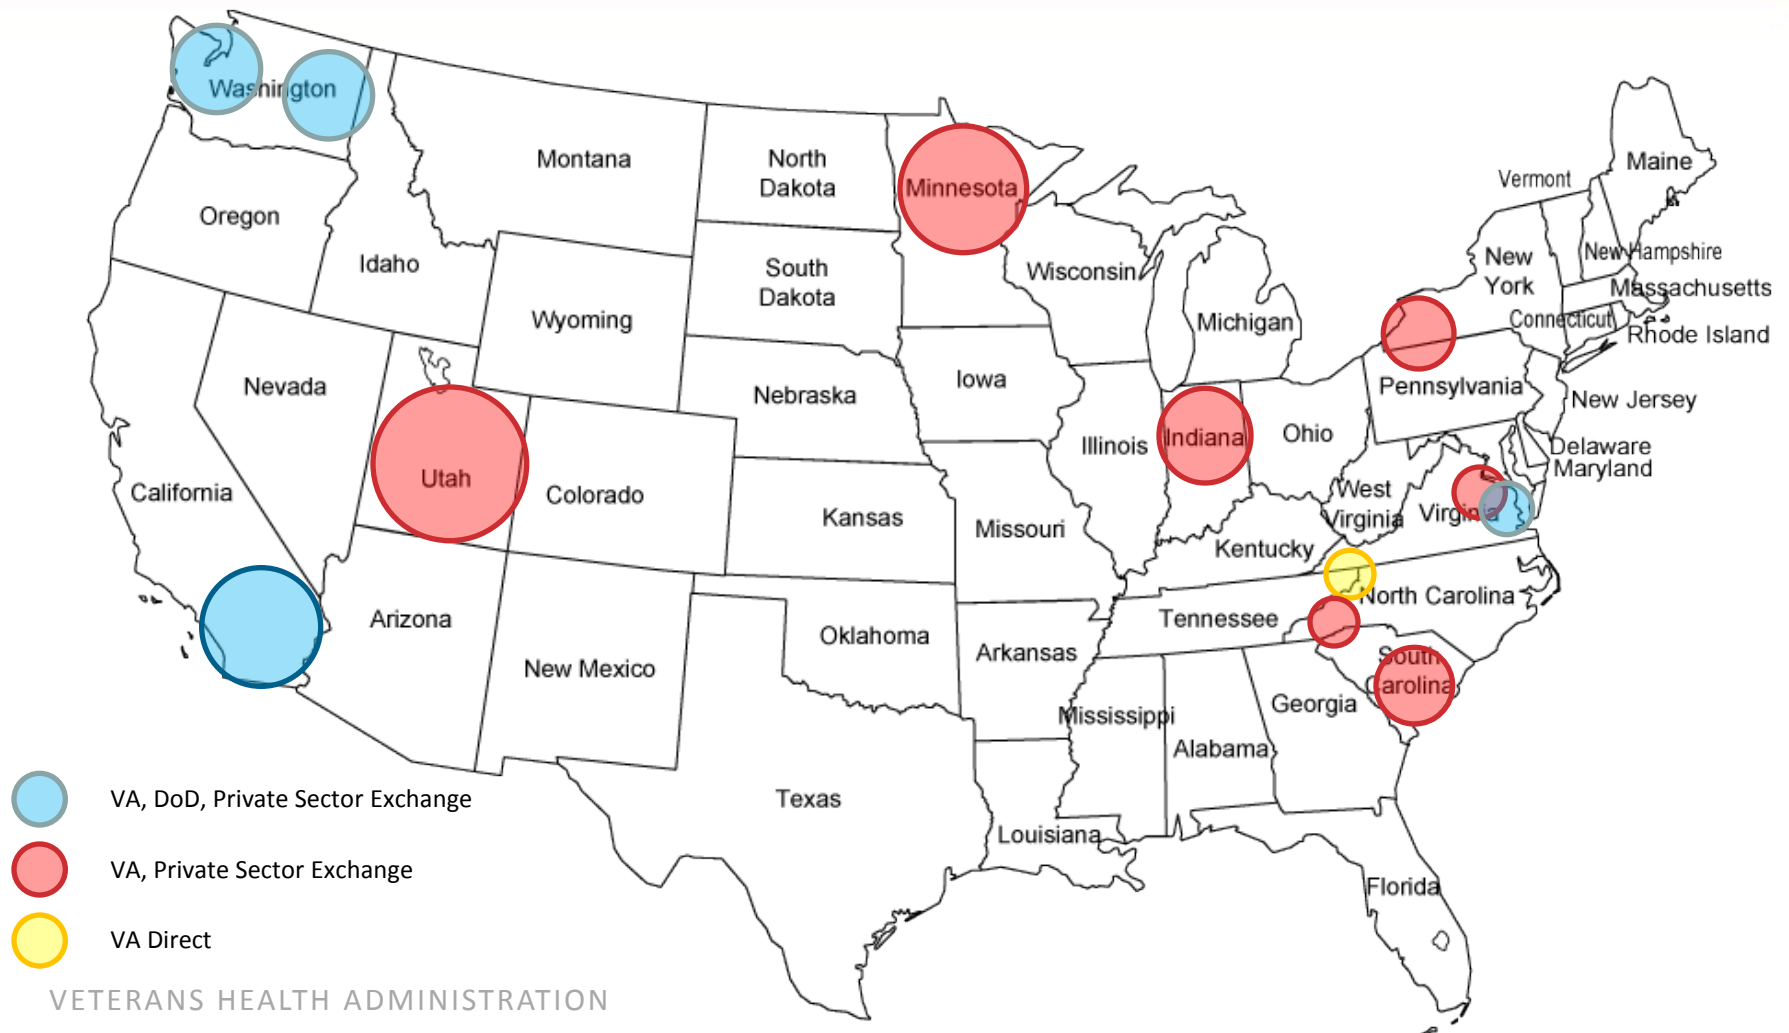 Washington
Montana
North
Dakota
Minnesota
Maine
Vermont
Oregon
Idaho
South
Dakota
Wisconsin
New
York
New Hampshire
Massachusetts
Wyoming
Michigan
Connecticut
Rhode Island
Nevada
Nebraska
Iowa
Pennsylvania
New Jersey
Illinois
Indiana
Ohio
Delaware
Maryland
California
Utah
Colorado
Kansas
Missouri
West
Virginia
Virginia
Kentucky
Arizona
New Mexico
Oklahoma
Arkansas
Tennessee
North Carolina
South
Carolina
Mississippi
Alabama
Georgia
Texas
Louisiana
Florida
VA, DoD, Private Sector Exchange
VA, Private Sector Exchange
VA Direct
VETERANS HEALTH ADMINISTRATION